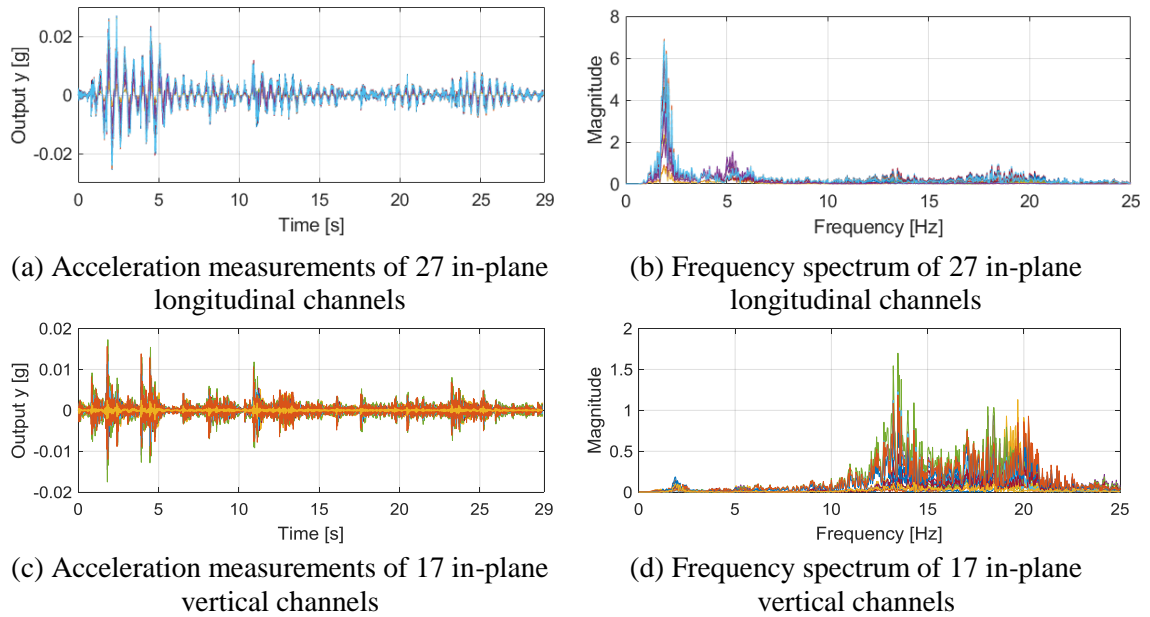 0.02
0
-0.02
Output y [g]
0 5 10 15 20 25 29
Time [s]
8
6
4
2
0
Magnitude
0 5 10 15 20 25
Frequency [Hz]
(a) Acceleration measurements of 27 in-plane
longitudinal channels
(b) Frequency spectrum of 27 in-plane
longitudinal channels
0.02
0.01
0
-0.01
-0.02
Output y [g]
0 5 10 15 20 25 29
Time [s]
2
1.5
1
0.5
0
Magnitude
0 5 10 15 20 25
Frequency [Hz]
(c) Acceleration measurements of 17 in-plane
vertical channels
(d) Frequency spectrum of 17 in-plane
vertical channels